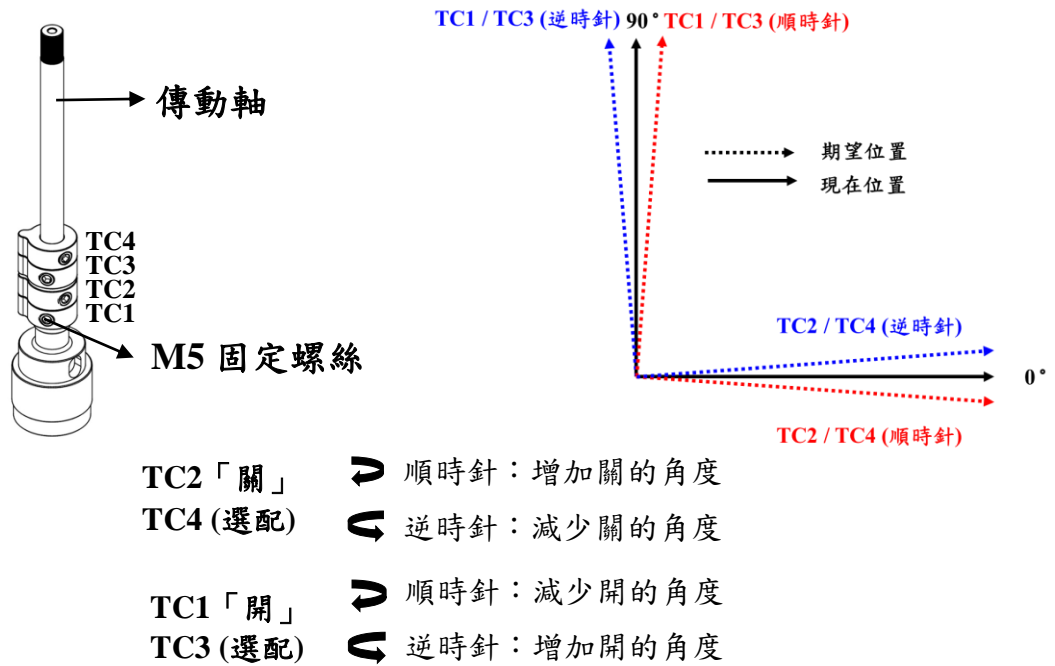 TC1 / TC3 (逆時針) 90° TC1 / TC3 (順時針)
傳動軸
期望位置
現在位置
TC4
TC3
TC2
TC1
M5 固定螺絲
TC2 / TC4 (逆時針)
0°
TC2 / TC4 (順時針)
TC2「關」 順時針：增加關的角度
TC4 (選配) 逆時針：減少關的角度
TC1「開」 順時針：減少開的角度
TC3 (選配) 逆時針：增加開的角度